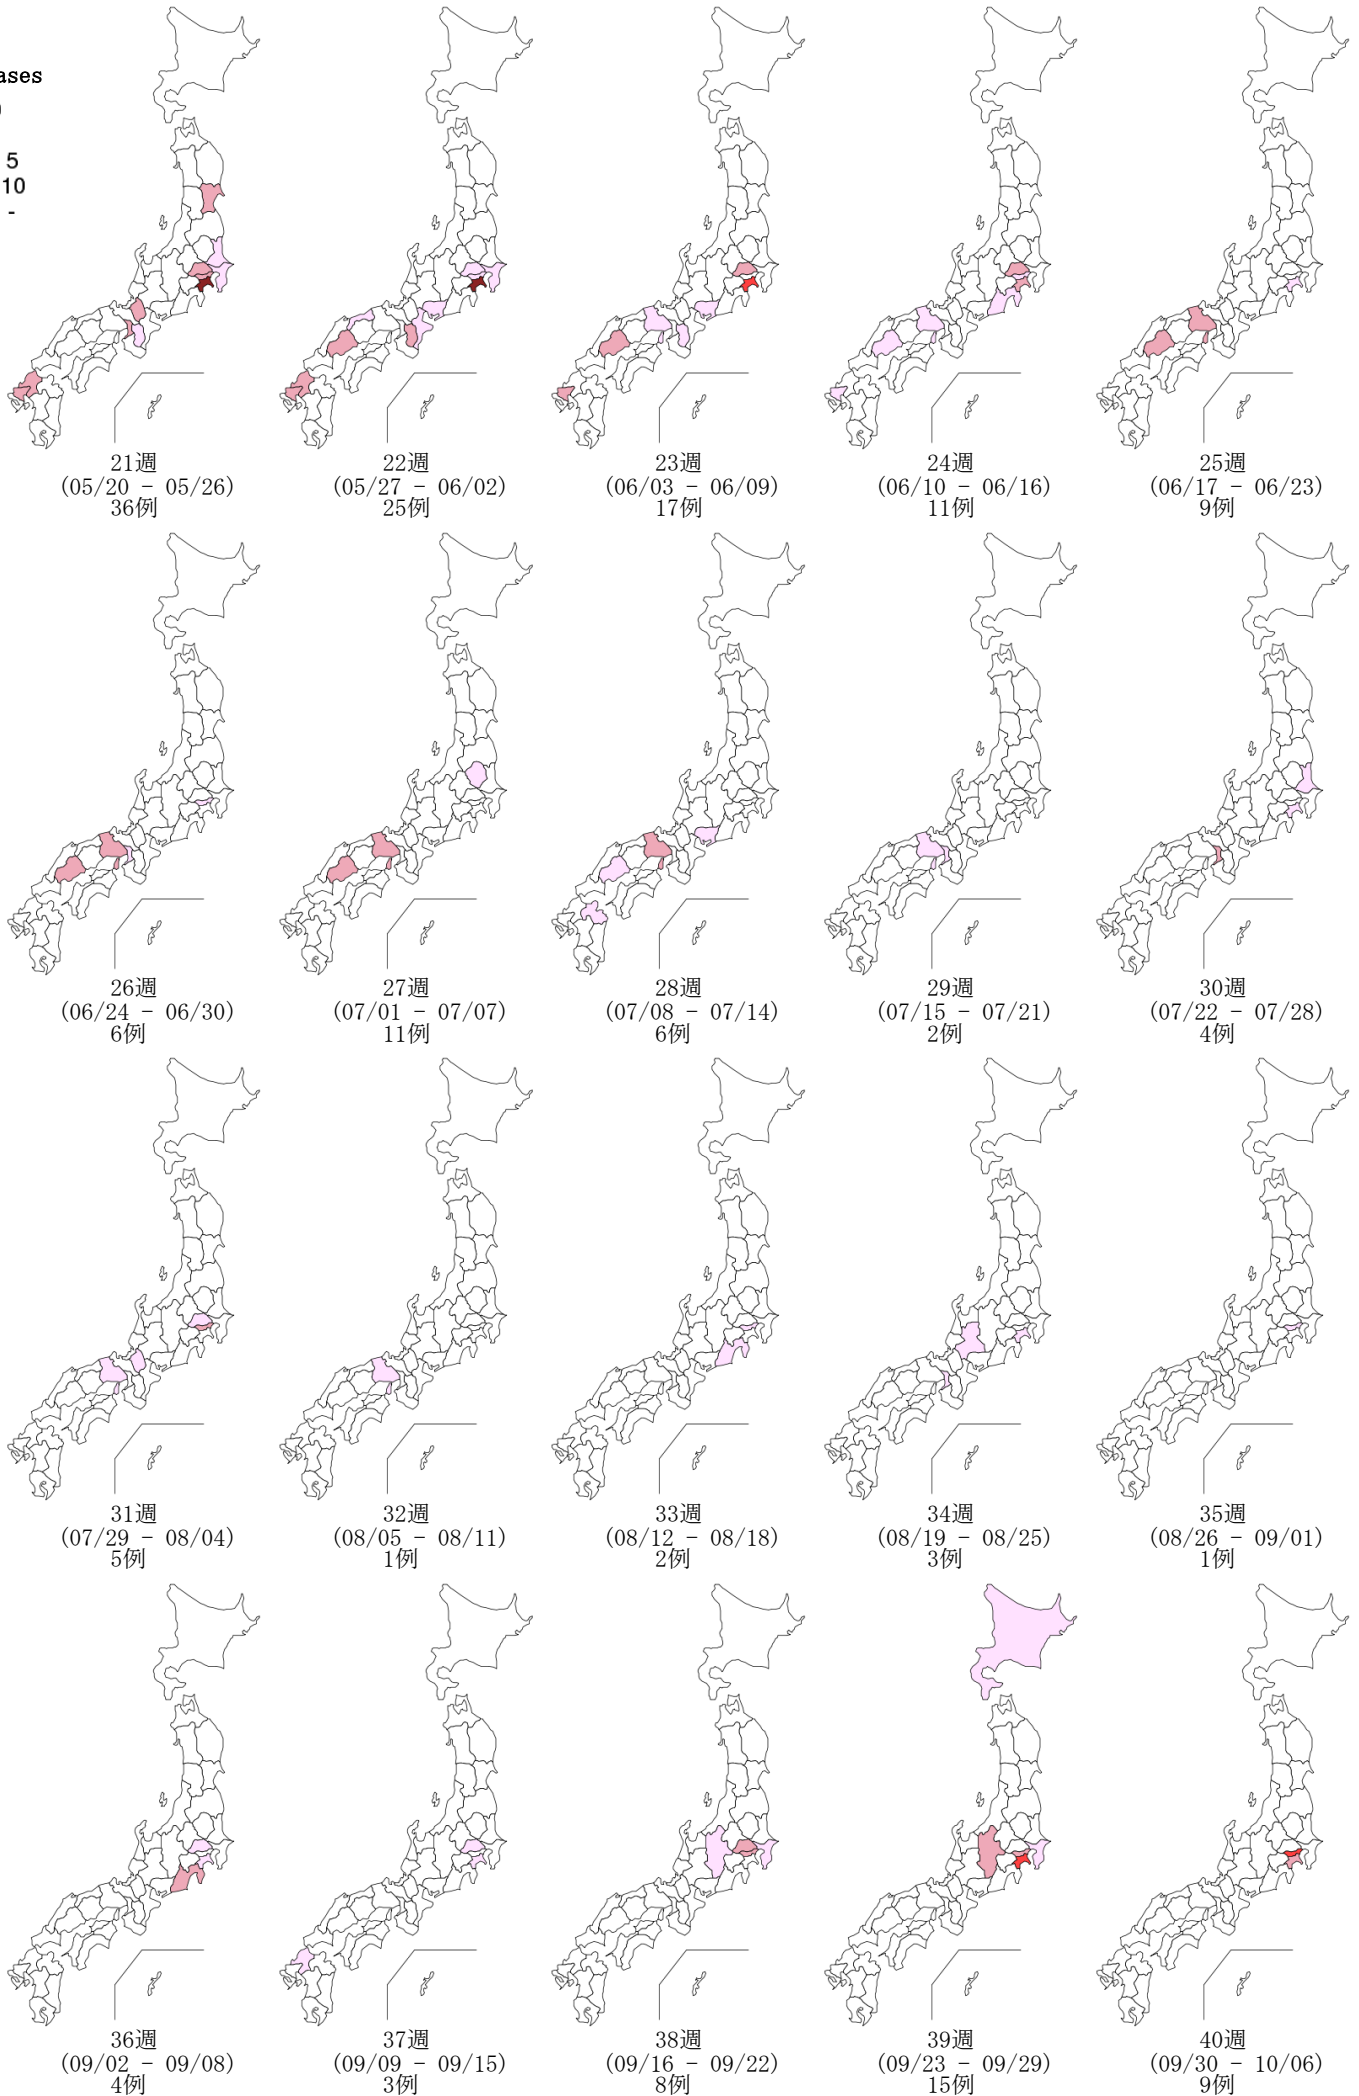 ases
5
10
-
21週
(05/20 - 05/26)
36例
22週
(05/27 - 06/02)
25例
23週
(06/03 - 06/09)
17例
24週
(06/10 - 06/16)
11例
25週
(06/17 - 06/23)
9例
26週
(06/24 - 06/30)
6例
27週
(07/01 - 07/07)
11例
28週
(07/08 - 07/14)
6例
29週
(07/15 - 07/21)
2例
30週
(07/22 - 07/28)
4例
31週
(07/29 - 08/04)
5例
32週
(08/05 - 08/11)
1例
33週
(08/12 - 08/18)
2例
34週
(08/19 - 08/25)
3例
35週
(08/26 - 09/01)
1例
36週
(09/02 - 09/08)
4例
37週
(09/09 - 09/15)
3例
38週
(09/16 - 09/22)
8例
39週
(09/23 - 09/29)
15例
40週
(09/30 - 10/06)
9例